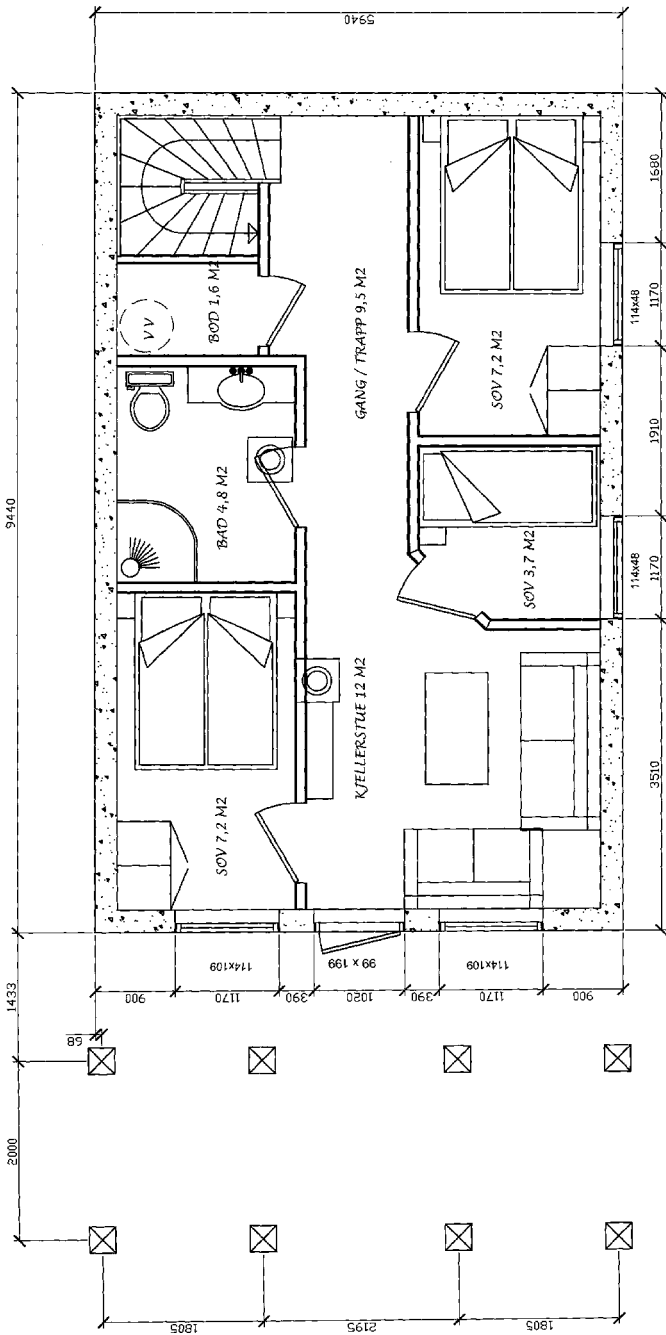 9440
1433
2000
5940
68
BOD 1,6 M2
VV
BAD 4,8 M2
SOV 7,2 M2
GANG / TRAPP 9,5 M2
KJELLERSTUE 12 M2
SOV 7,2 M2
SOV 3,7 M2
114x109
99 x 199
114x109
900
1170
390
1020
390
1170
900
1805
2195
1805
114x48
114x48
3510
1170
1910
1170
1680